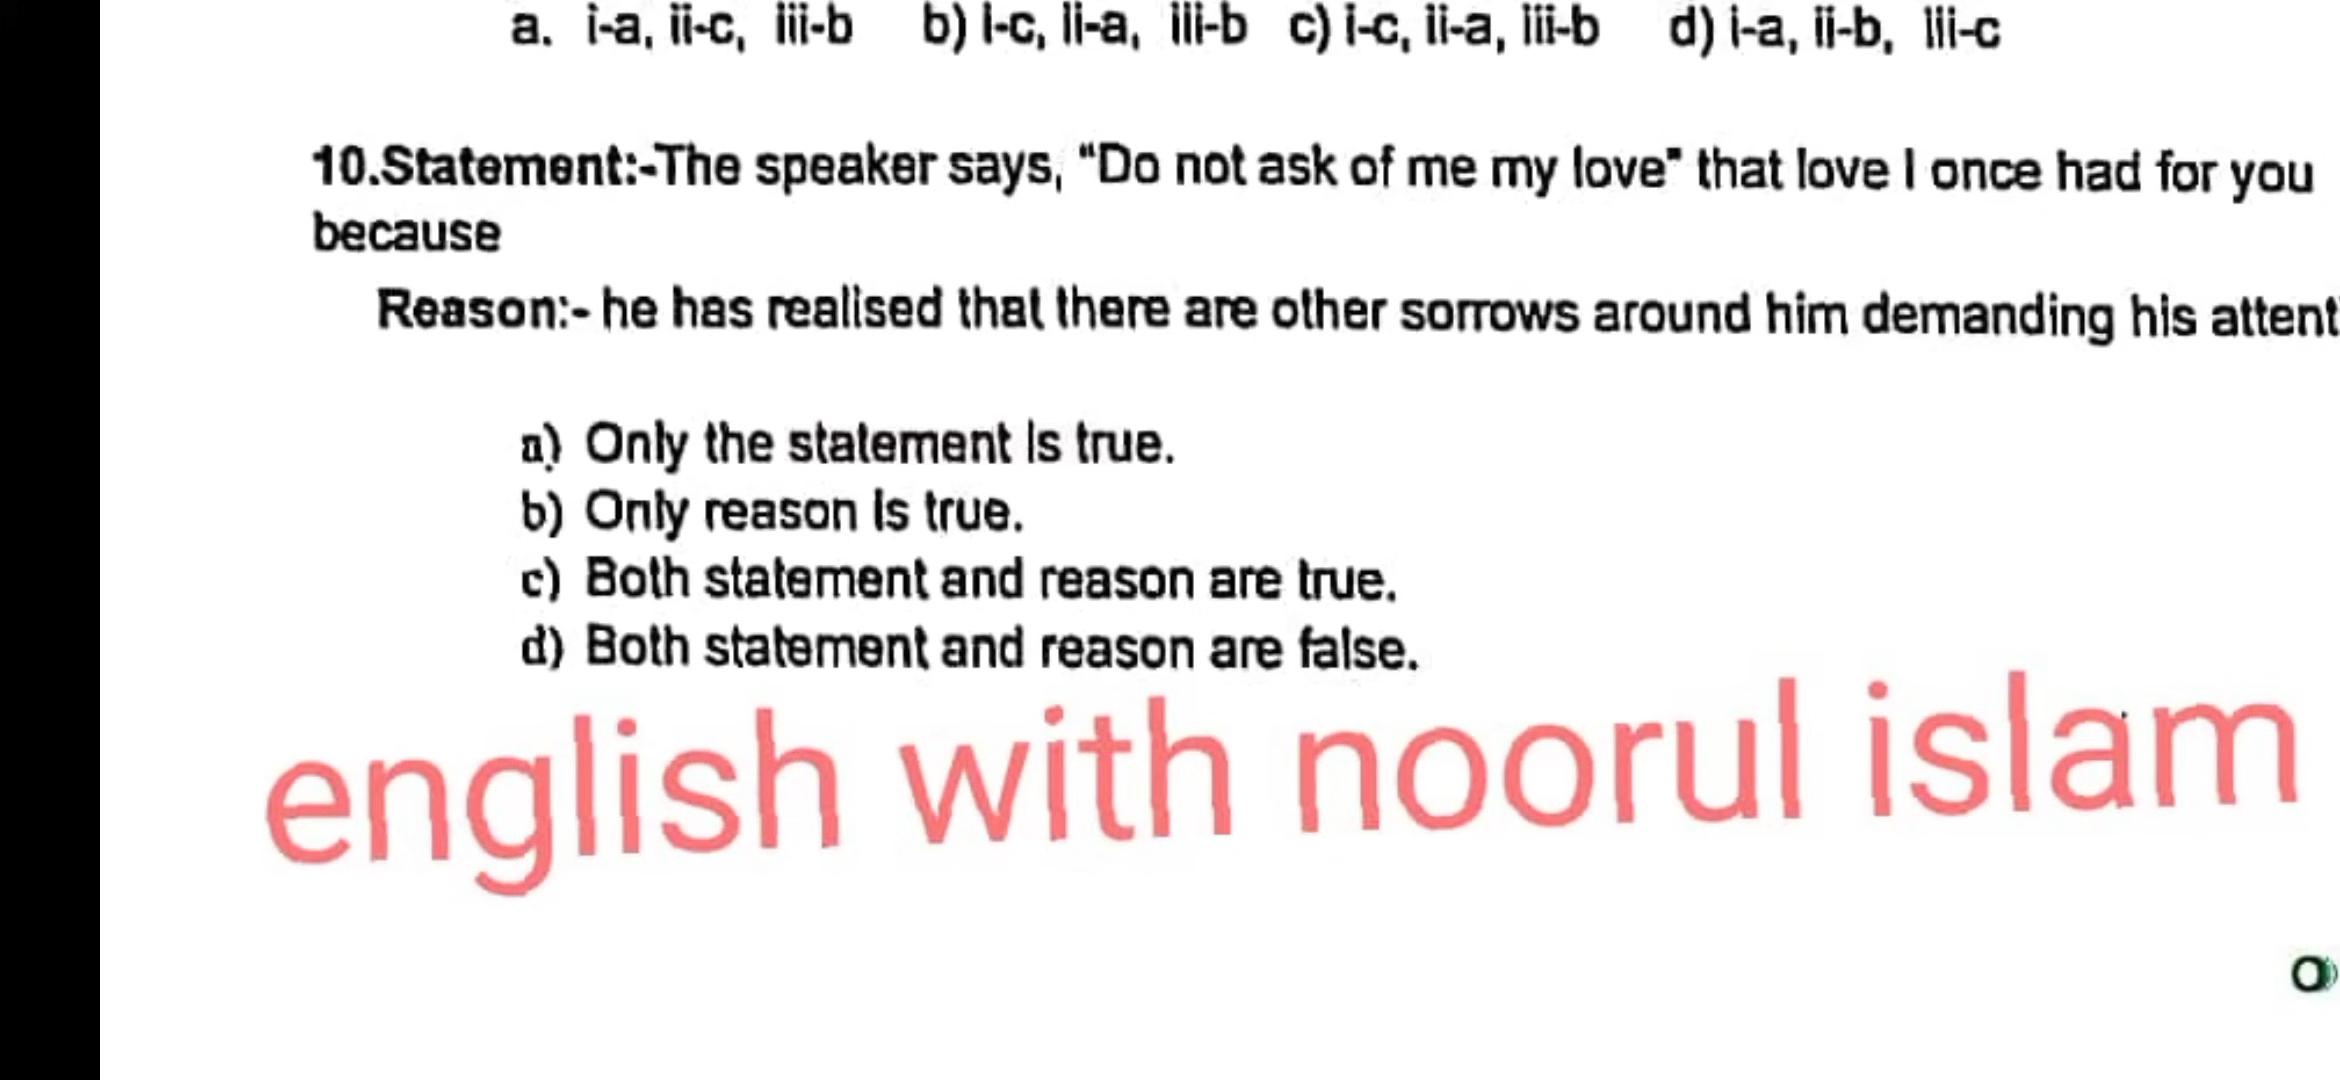 a. i-a, ii-c, iii-b b) i-c, ii-a, iii-b c) i-c, ii-a, iii-b d) i-a, ii-b, iii-c
10.Statement:-The speaker says, "Do not ask of me my love" that love I once had for you
because
Reason:- he has realised that there are other sorrows around him demanding his attent
a) Only the statement is true.
b) Only reason is true.
c) Both statement and reason are true.
d) Both statement and reason are false.
english with noorul islam